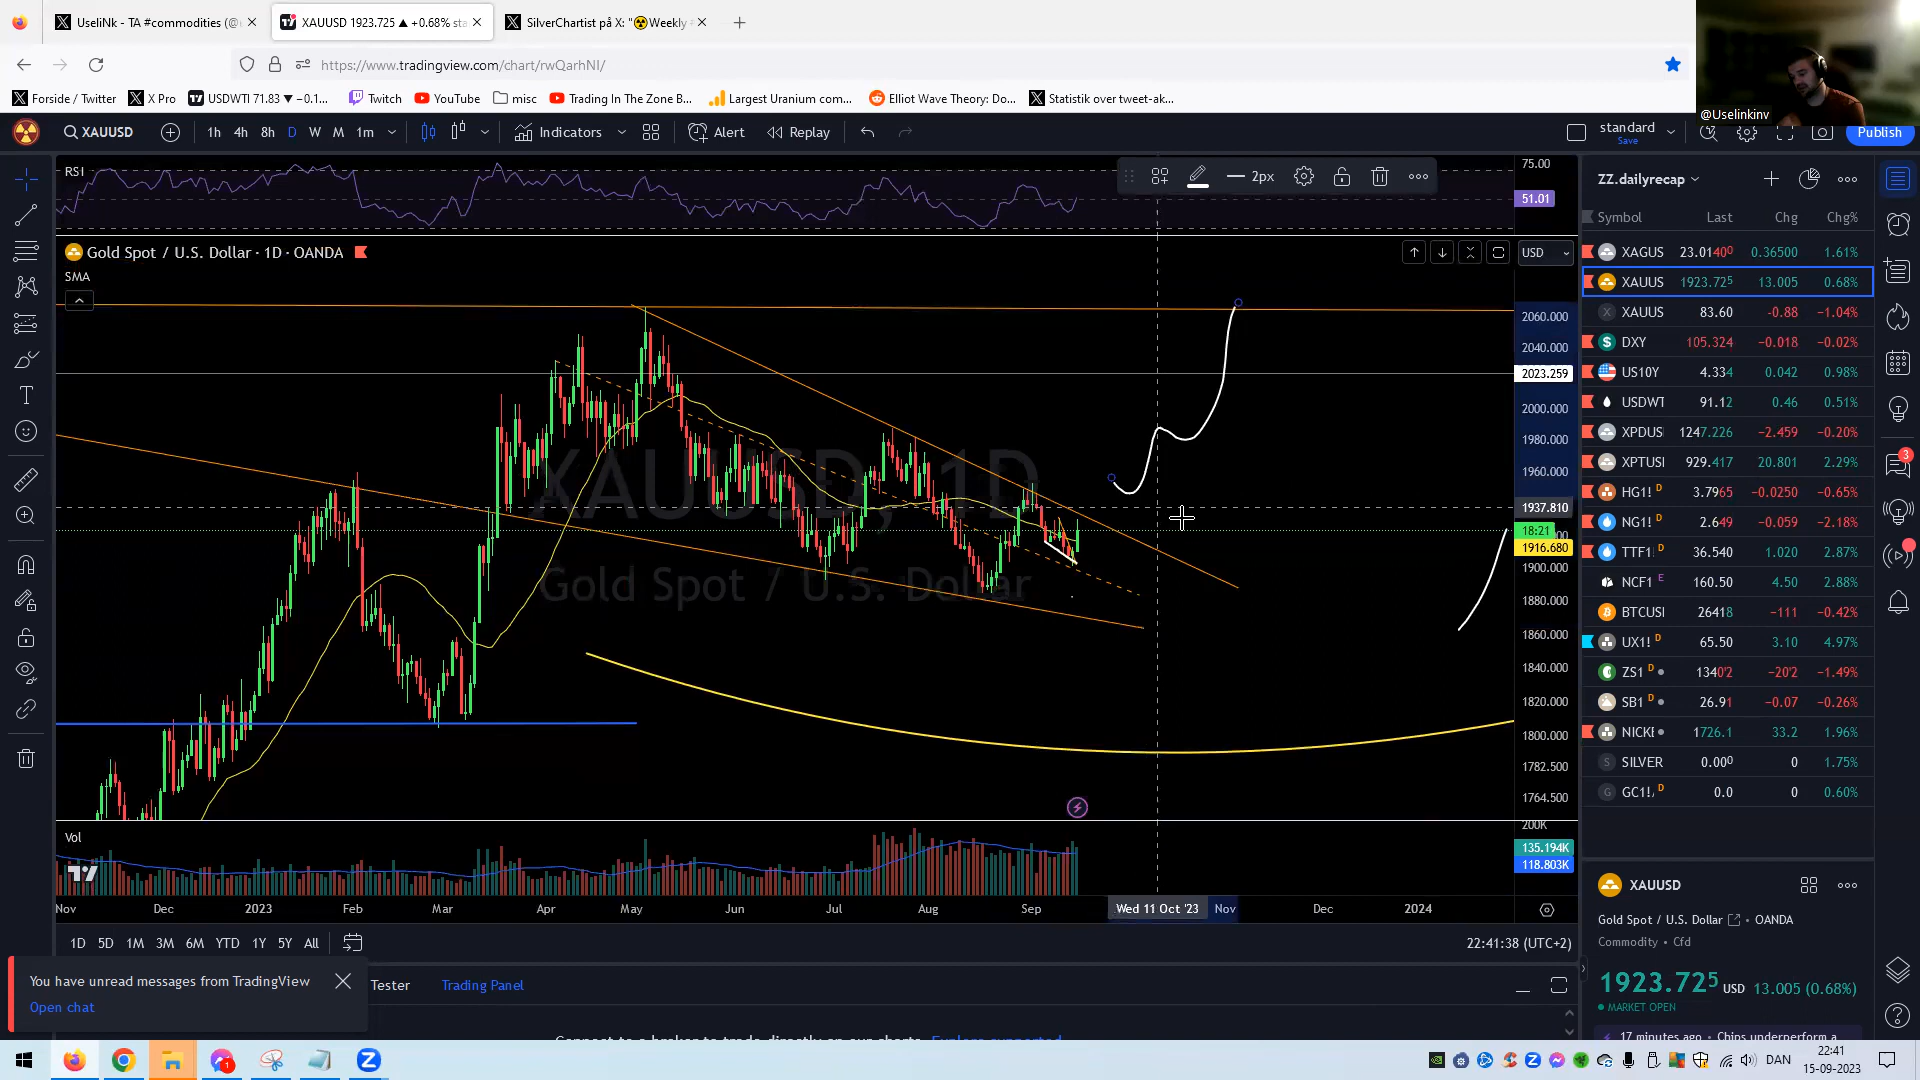 UseliNk - TA #commodities (@
XAUUSD 1923.725 ▲ +0.68% sta
SilverChartist på X: "☢Weekly
https://www.tradingview.com/chart/rwQarhNI/
Forside / Twitter
X Pro
USDWTI 71.83 ▼ −0.1...
Twitch
YouTube
misc
Trading In The Zone B...
Largest Uranium com...
Elliot Wave Theory: Do...
Statistik over tweet-ak...
@Uselinkinv
XAUUSD
1h 4h 8h D W M 1m
Indicators
Alert
Replay
standard
Save
Publish
RSI
2px
75.00
51.01
Gold Spot / U.S. Dollar · 1D · OANDA
USD
SMA
XAUUSD, 1D
Gold Spot / U.S. Dollar
2060.000
2040.000
2023.259
2000.000
1980.000
1960.000
1937.810
18:21
1916.680
1900.000
1880.000
1860.000
1840.000
1820.000
1800.000
1782.500
1764.500
Vol
200K
135.194K
118.803K
Nov Dec 2023 Feb Mar Apr May Jun Jul Aug Sep Wed 11 Oct '23 Nov Dec 2024
1D 5D 1M 3M 6M YTD 1Y 5Y All
22:41:38 (UTC+2)
You have unread messages from TradingView
Open chat
Tester
Trading Panel
ZZ.dailyrecap
Symbol Last Chg Chg%
XAGUS 23.0140⁰ 0.36500 1.61%
XAUUS 1923.72⁵ 13.005 0.68%
XAUUS 83.60 -0.88 −1.04%
DXY 105.324 −0.018 −0.02%
US10Y 4.334 0.042 0.98%
USDWT 91.12 0.46 0.51%
XPDUS 1247.226 −2.459 −0.20%
XPTUSI 929.417 20.801 2.29%
HG1! D 3.7965 −0.0250 −0.65%
NG1! D 2.649 −0.059 −2.18%
TTF1 D 36.540 1.020 2.87%
NCF1 E 160.50 4.50 2.88%
BTCUSI 26418 −111 −0.42%
UX1! D 65.50 3.10 4.97%
ZS1 D 1340'2 −20'2 −1.49%
SB1 D 26.91 −0.07 −0.26%
NICKE 1726.1 33.2 1.96%
SILVER 0.00⁰ 0 1.75%
GC1!, D 0.0 0 0.60%
3
XAUUSD
Gold Spot / U.S. Dollar • OANDA
Commodity • Cfd
1923.72⁵ USD 13.005 (0.68%)
MARKET OPEN
17 minutes ago • Chips underperform a
1
DAN
22:41
15-09-2023